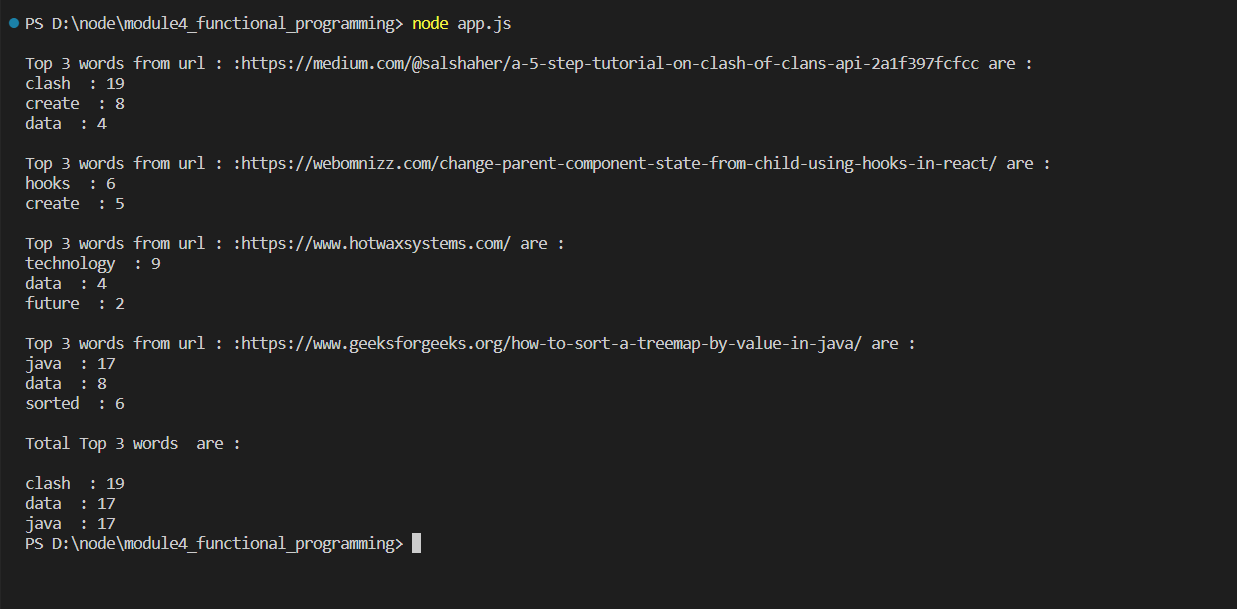 PS D:\node\module4_functional_programming> node app.js
Top 3 words from url : :https://medium.com/@salshaher/a-5-step-tutorial-on-clash-of-clans-api-2a1f397fcfcc are :
clash  : 19
create  : 8
data  : 4
Top 3 words from url : :https://webomnizz.com/change-parent-component-state-from-child-using-hooks-in-react/ are :
hooks  : 6
create  : 5
Top 3 words from url : :https://www.hotwaxsystems.com/ are :
technology  : 9
data  : 4
future  : 2
Top 3 words from url : :https://www.geeksforgeeks.org/how-to-sort-a-treemap-by-value-in-java/ are :
java  : 17
data  : 8
sorted  : 6
Total Top 3 words  are :
clash  : 19
data  : 17
java  : 17
PS D:\node\module4_functional_programming>